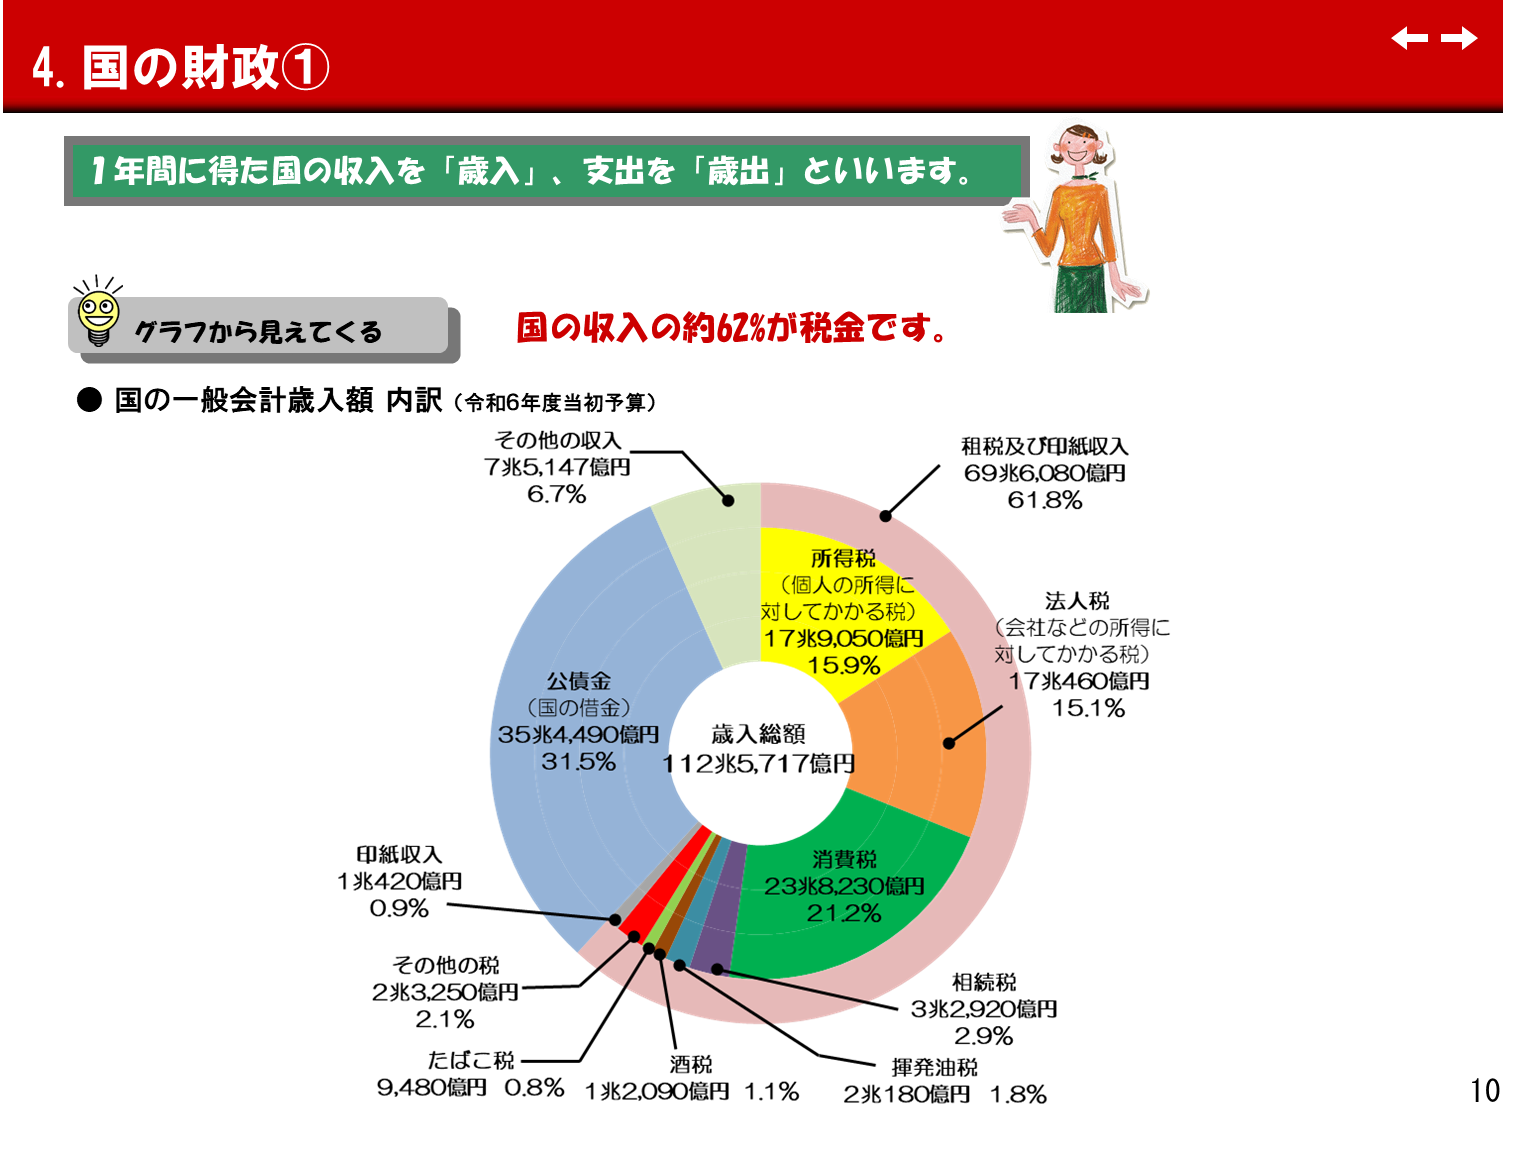 4. 国の財政①
1年間に得た国の収入を「歳入」、支出を「歳出」といいます。
グラフから見えてくる
国の収入の約62%が税金です。
● 国の一般会計歳入額 内訳（令和6年度当初予算）
その他の収入
7兆5,147億円
6.7%
租税及び印紙収入
69兆6,080億円
61.8%
所得税
（個人の所得に
対してかかる税）
17兆9,050億円
15.9%
法人税
（会社などの所得に
対してかかる税）
17兆460億円
15.1%
公債金
（国の借金）
35兆4,490億円
31.5%
歳入総額
112兆5,717億円
消費税
23兆8,230億円
21.2%
印紙収入
1兆420億円
0.9%
その他の税
2兆3,250億円
2.1%
相続税
3兆2,920億円
2.9%
たばこ税
9,480億円 0.8%
酒税
1兆2,090億円 1.1%
揮発油税
2兆180億円 1.8%
10